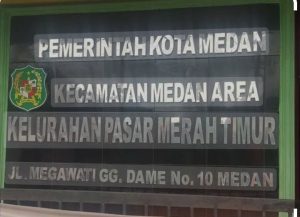 PEMERINTAH KOTA MEDAN
KECAMATAN MEDAN AREA
KELURAHAN PASAR MERAH TIMUR
JL. MEGAWATI GG. DAME No. 10 MEDAN